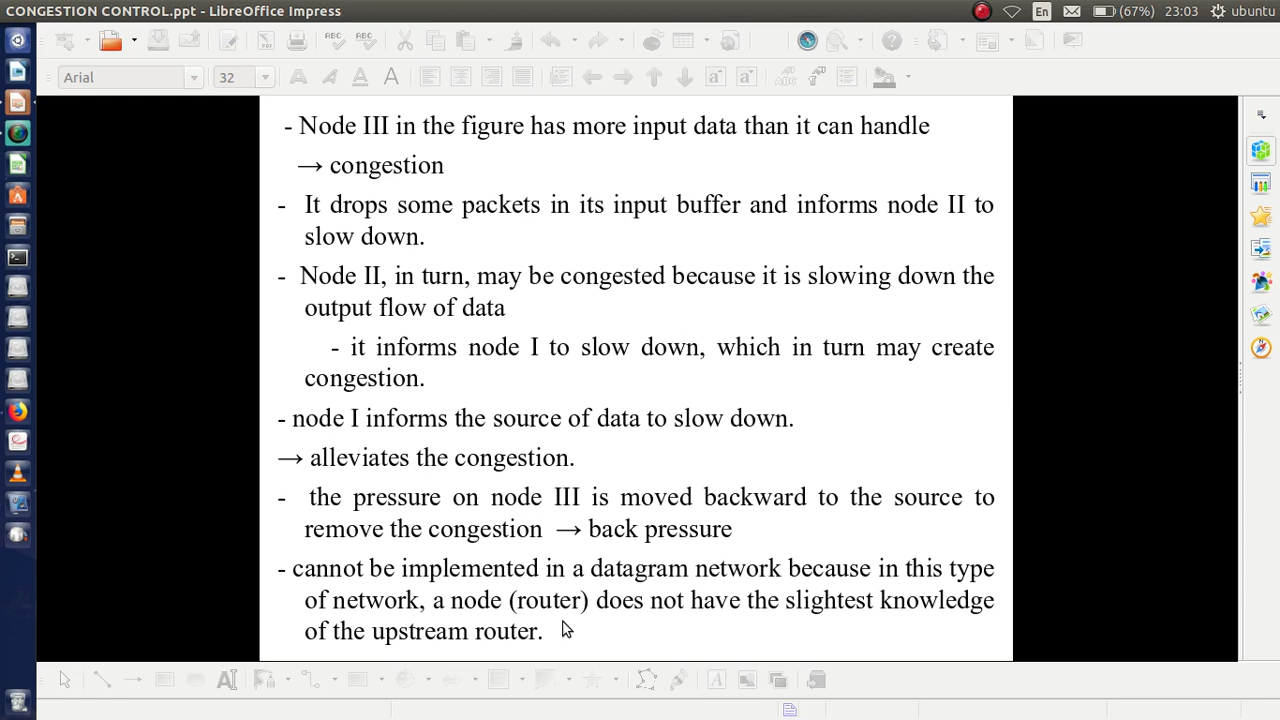 CONGESTION CONTROL.ppt - LibreOffice Impress
En
(67%)
23:03
ubuntu
Arial
32
- Node III in the figure has more input data than it can handle
→ congestion
- It drops some packets in its input buffer and informs node II to
slow down.
- Node II, in turn, may be congested because it is slowing down the
output flow of data
- it informs node I to slow down, which in turn may create
congestion.
- node I informs the source of data to slow down.
→ alleviates the congestion.
- the pressure on node III is moved backward to the source to
remove the congestion → back pressure
- cannot be implemented in a datagram network because in this type
of network, a node (router) does not have the slightest knowledge
of the upstream router.